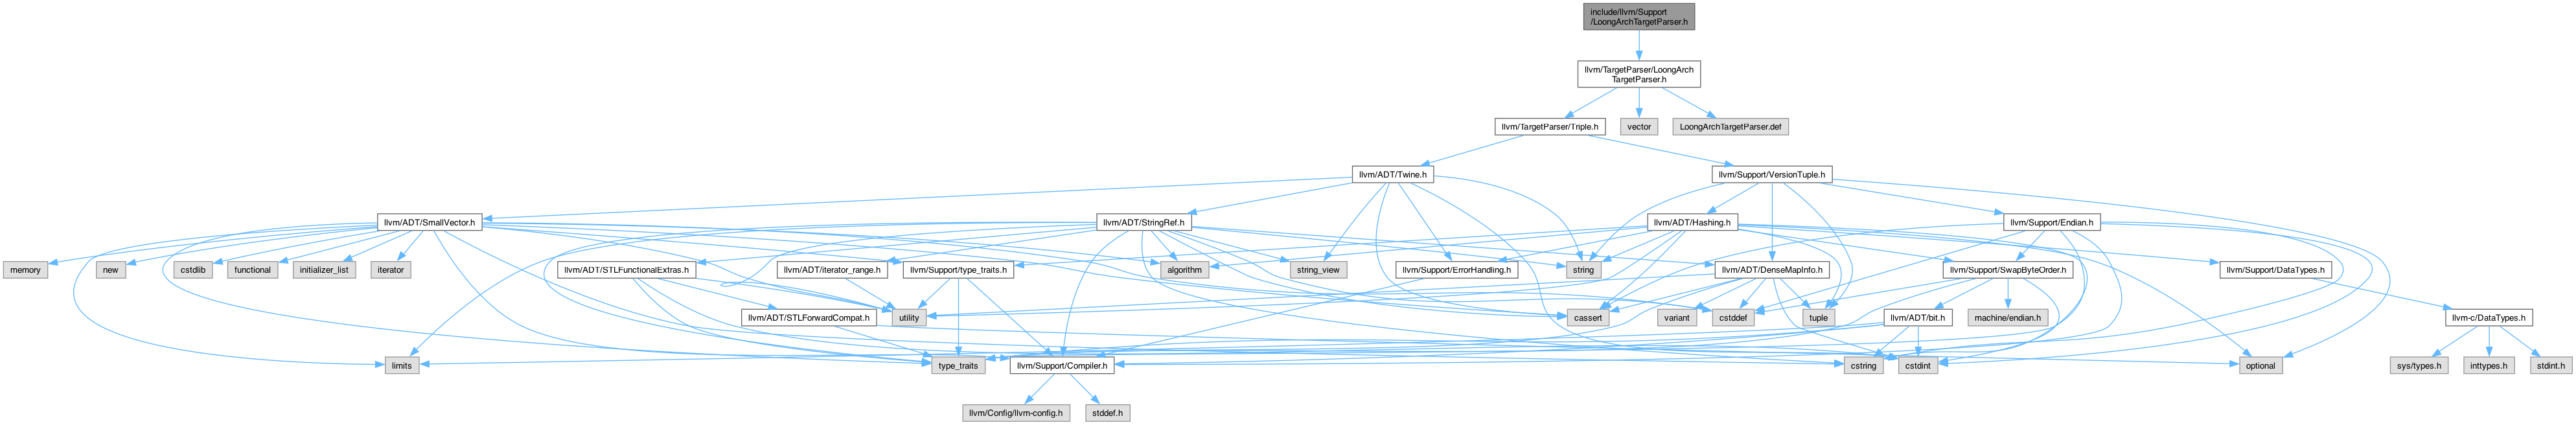 include/llvm/Support
/LoongArchTargetParser.h
llvm/TargetParser/LoongArch
TargetParser.h
llvm/TargetParser/Triple.h
vector
LoongArchTargetParser.def
llvm/ADT/Twine.h
llvm/Support/VersionTuple.h
llvm/ADT/SmallVector.h
llvm/ADT/StringRef.h
llvm/ADT/Hashing.h
llvm/Support/Endian.h
memory
new
cstdlib
functional
initializer_list
iterator
llvm/ADT/STLFunctionalExtras.h
llvm/ADT/iterator_range.h
llvm/Support/type_traits.h
algorithm
string_view
llvm/Support/ErrorHandling.h
string
llvm/ADT/DenseMapInfo.h
llvm/Support/SwapByteOrder.h
llvm/Support/DataTypes.h
llvm/ADT/STLForwardCompat.h
utility
cassert
variant
cstddef
tuple
llvm/ADT/bit.h
machine/endian.h
llvm-c/DataTypes.h
limits
type_traits
llvm/Support/Compiler.h
cstring
cstdint
optional
sys/types.h
inttypes.h
stdint.h
llvm/Config/llvm-config.h
stddef.h